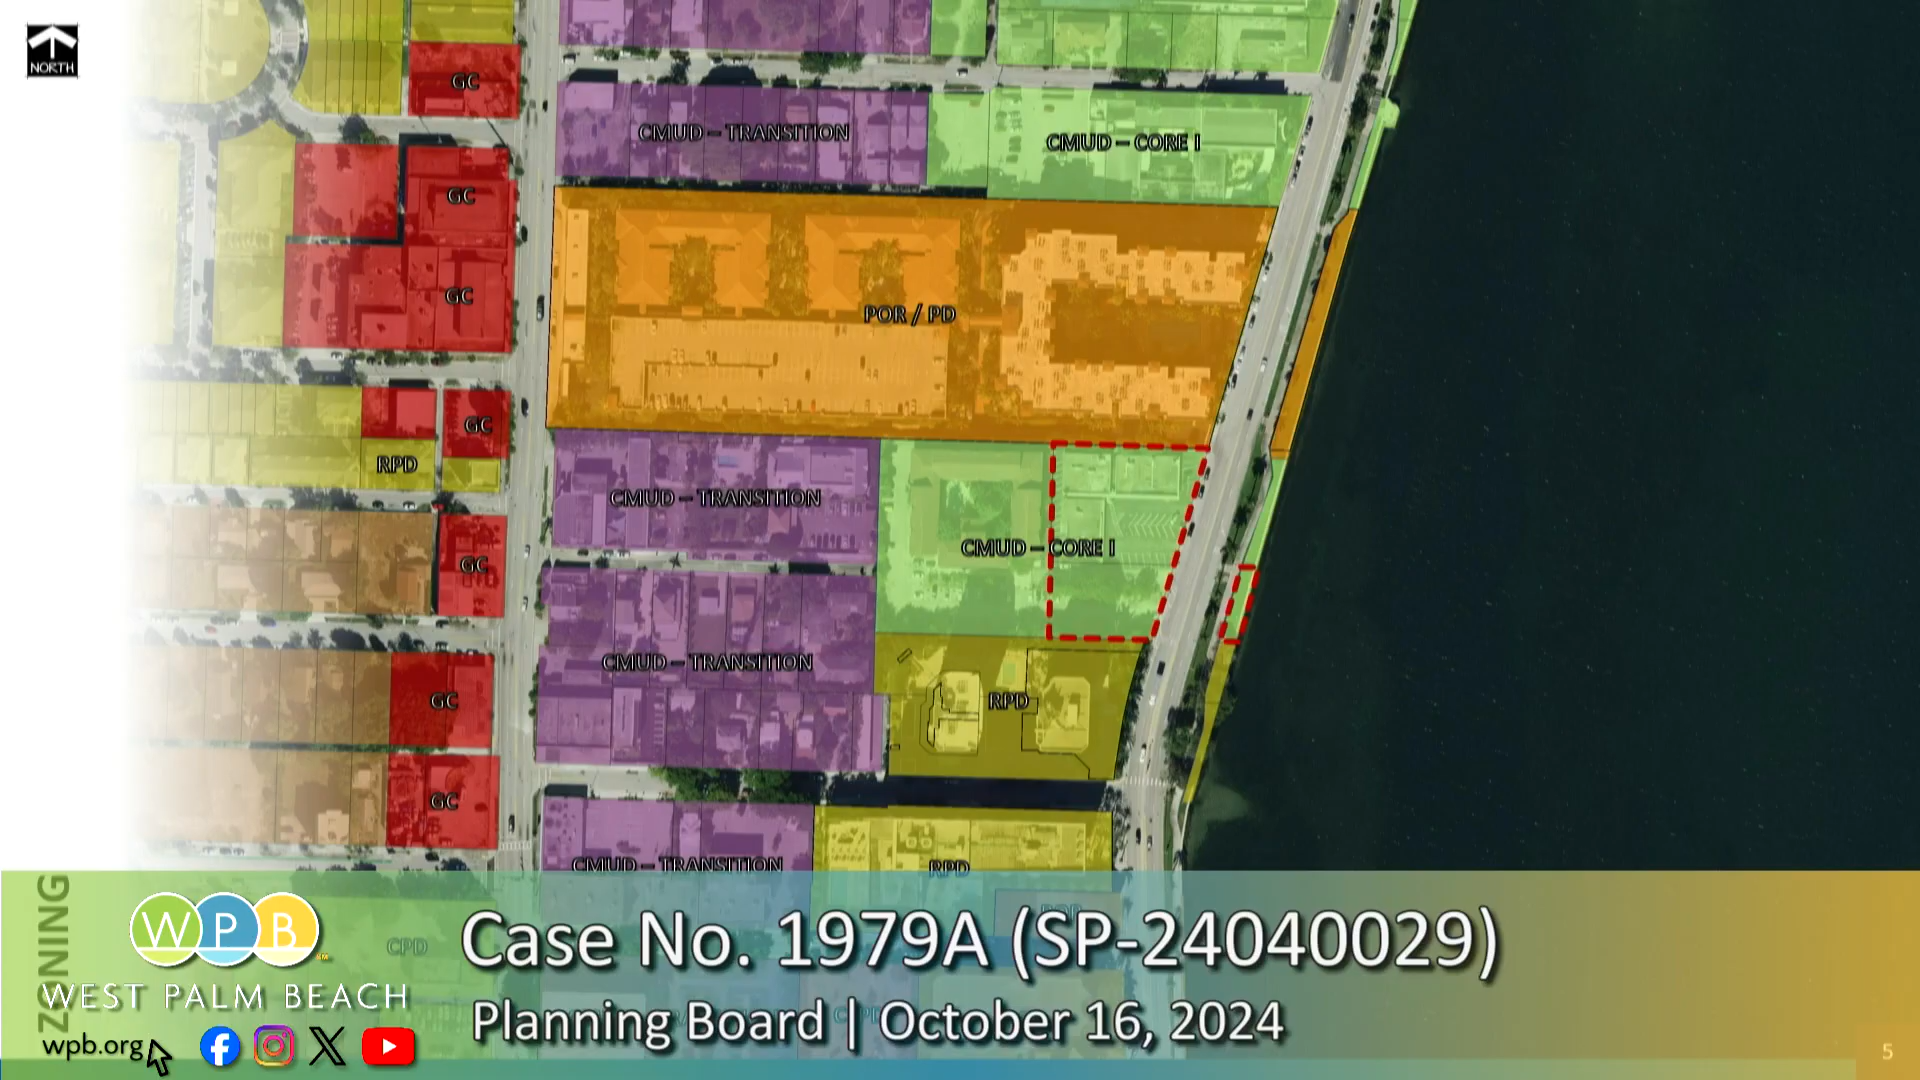 NORTH
GC
CMUD – TRANSITION
CMUD – CORE I
GC
GC
POR / PD
GC
RPD
CMUD – TRANSITION
CMUD – CORE I
GC
CMUD – TRANSITION
RPD
GC
GC
CMUD – TRANSITION
RPD
ZONING
WPB
WEST PALM BEACH
wpb.org
CPD
Case No. 1979A (SP-24040029)
Planning Board | October 16, 2024
5